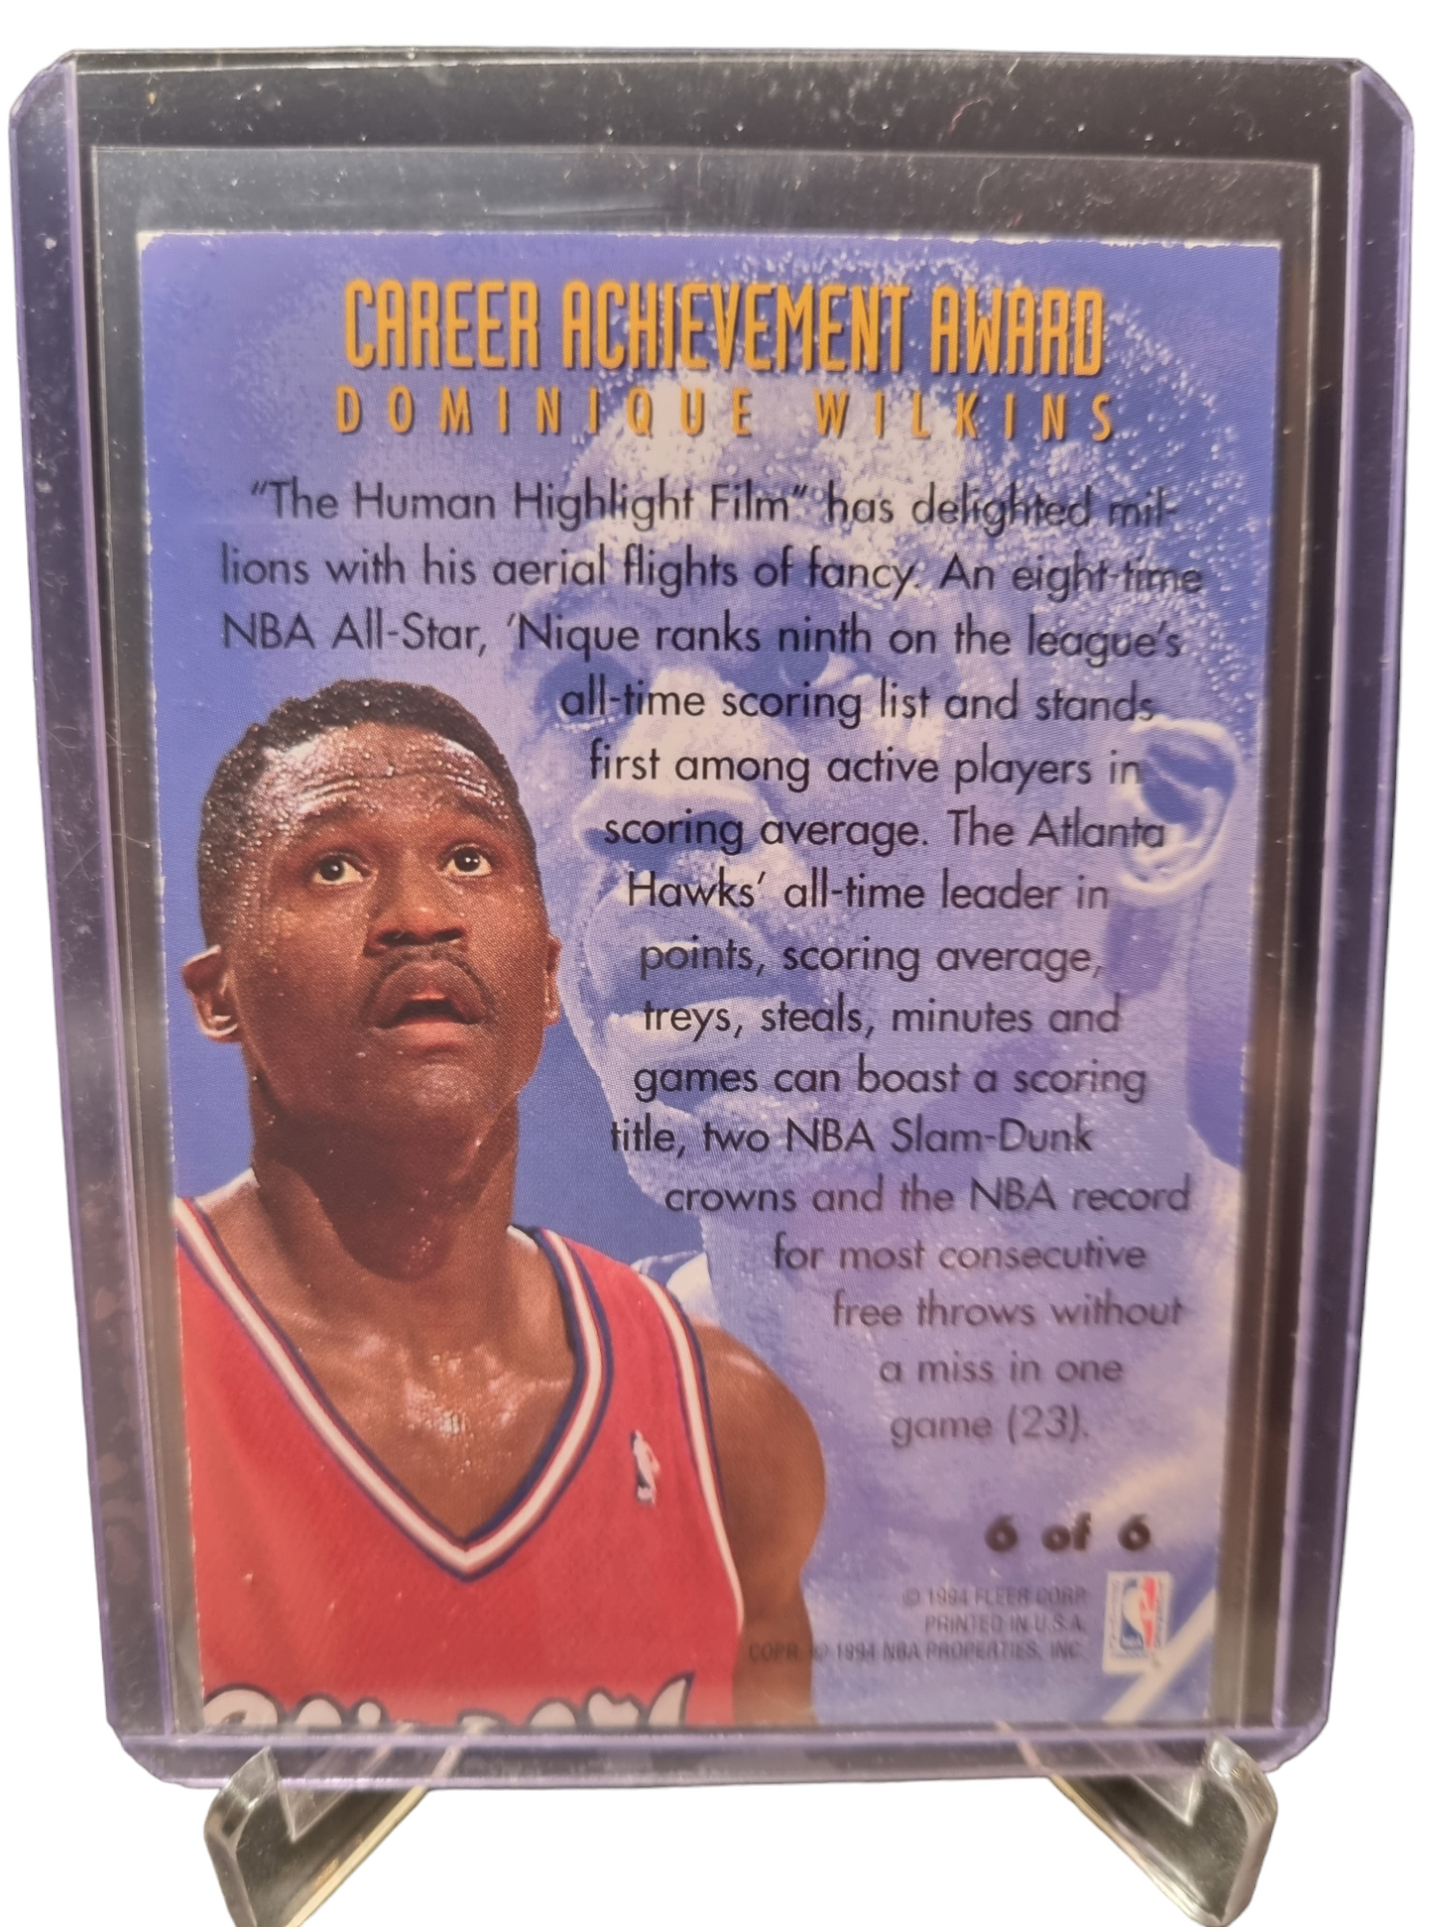 CAREER ACHIEVEMENT AWARD
DOMINIQUE WILKINS
"The Human Highlight Film" has delighted mil-
lions with his aerial flights of fancy. An eight-time
NBA All-Star, 'Nique ranks ninth on the league's
all-time scoring list and stands
first among active players in
scoring average. The Atlanta
Hawks' all-time leader in
points, scoring average,
treys, steals, minutes and
games can boast a scoring
title, two NBA Slam-Dunk
crowns and the NBA record
for most consecutive
free throws without
a miss in one
game (23).
6 of 6
© 1994 FLEER CORP.
PRINTED IN U.S.A.
COPR. © 1994 NBA PROPERTIES, INC.